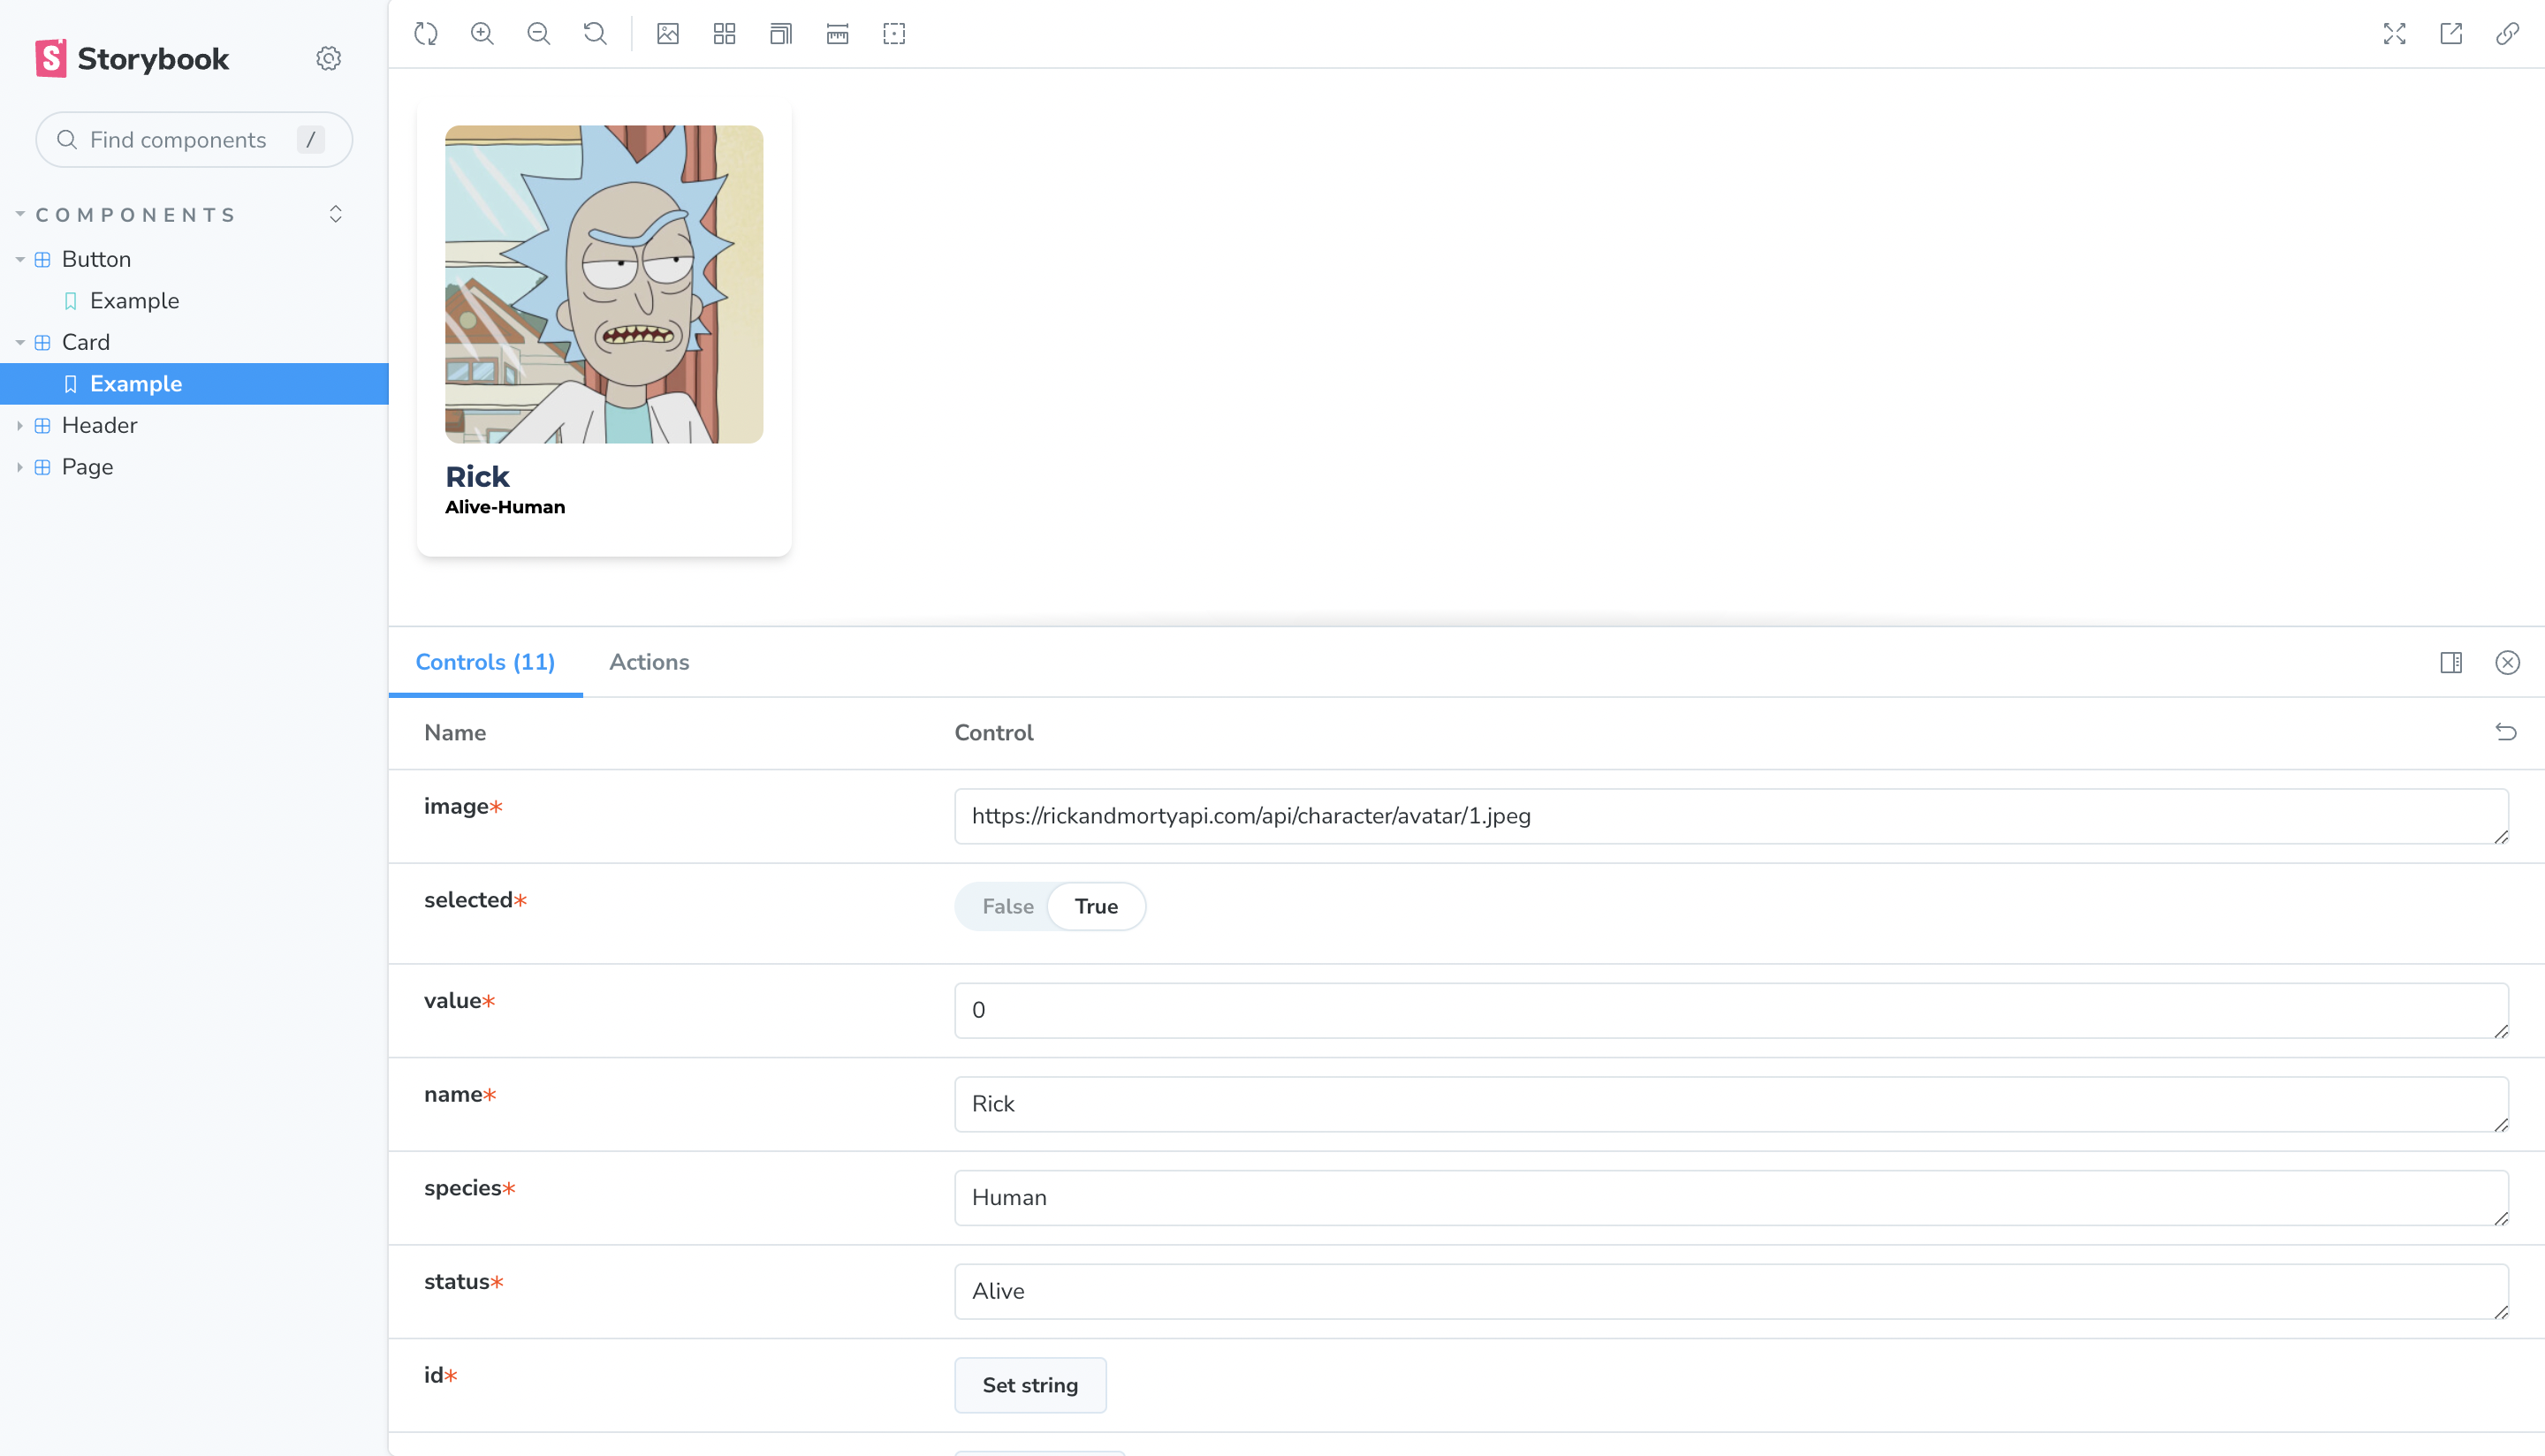 Storybook
Find components /
COMPONENTS
Button
Example
Card
Example
Header
Page
Rick
Alive-Human
Controls (11) Actions
Name Control
image* https://rickandmortyapi.com/api/character/avatar/1.jpeg
selected* False True
value* 0
name* Rick
species* Human
status* Alive
id* Set string